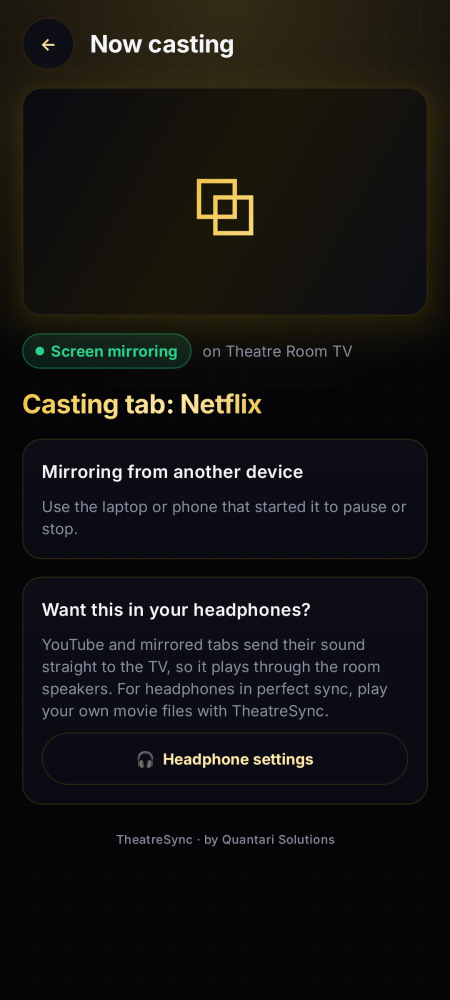 Now casting
Screen mirroring
on Theatre Room TV
Casting tab: Netflix
Mirroring from another device
Use the laptop or phone that started it to pause or
stop.
Want this in your headphones?
YouTube and mirrored tabs send their sound
straight to the TV, so it plays through the room
speakers. For headphones in perfect sync, play
your own movie files with TheatreSync.
Headphone settings
TheatreSync · by Quantari Solutions